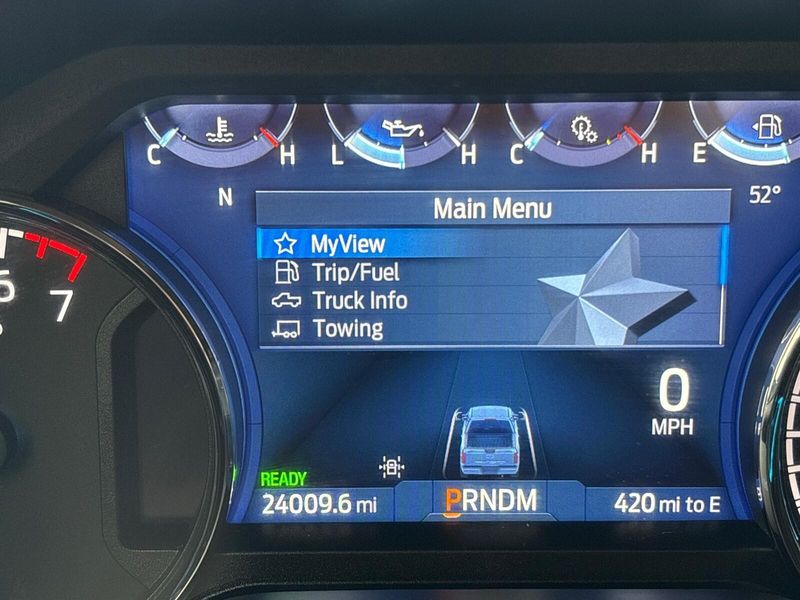 C H L H C H E
N
52°
Main Menu
MyView
Trip/Fuel
Truck Info
Towing
6
7
0
MPH
READY
24009.6 mi
PRNDM
420 mi to E